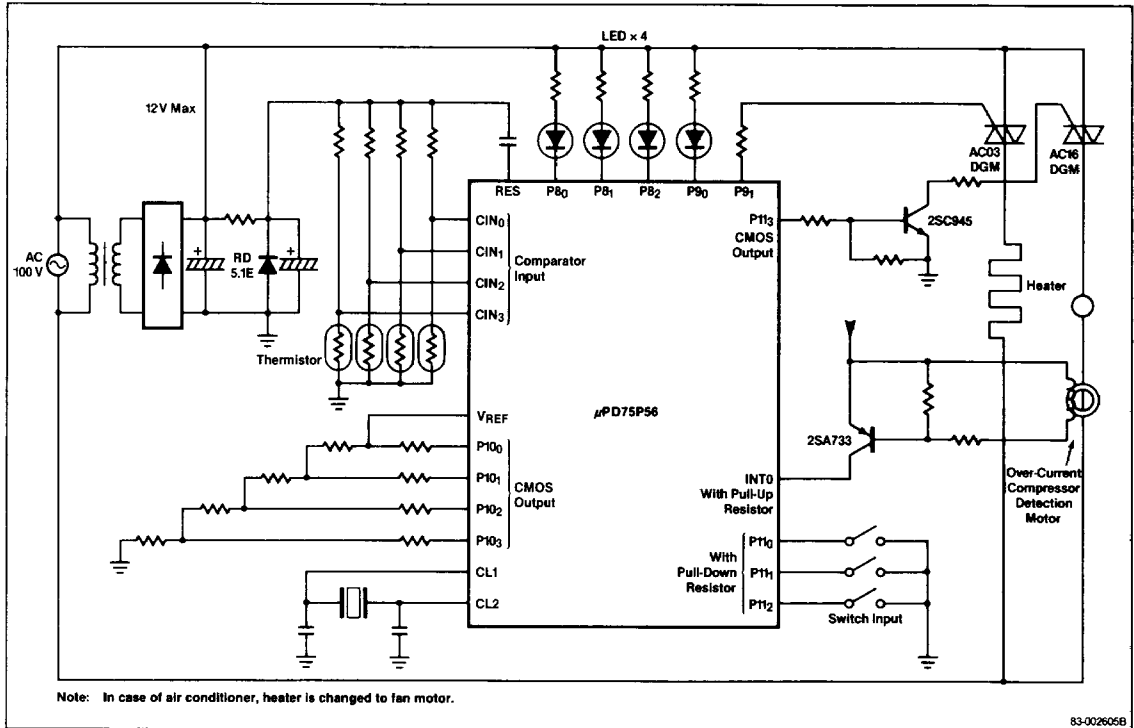 LED × 4
12V Max
AC03
DGM
AC16
DGM
RES
P8₀
P8₁
P8₂
P9₀
P9₁
AC
100 V
RD
5.1E
CIN₀
CIN₁
CIN₂
CIN₃
Comparator
Input
P11₃
CMOS
Output
2SC945
Heater
Thermistor
μPD75P56
VREF
P10₀
P10₁
P10₂
P10₃
CMOS
Output
2SA733
INT0
With Pull-Up
Resistor
Over-Current
Compressor
Detection
Motor
CL1
CL2
With
Pull-Down
Resistor
P11₀
P11₁
P11₂
Switch Input
Note: In case of air conditioner, heater is changed to fan motor.
83-002605B